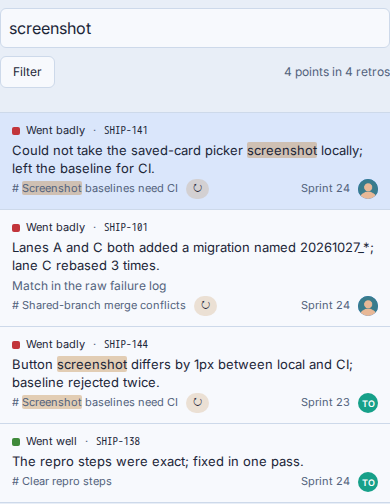 screenshot
Filter
4 points in 4 retros
Went badly · SHIP-141
Could not take the saved-card picker screenshot locally;
left the baseline for CI.
# Screenshot baselines need CI
Sprint 24
Went badly · SHIP-101
Lanes A and C both added a migration named 20261027_*;
lane C rebased 3 times.
Match in the raw failure log
# Shared-branch merge conflicts
Sprint 24
Went badly · SHIP-144
Button screenshot differs by 1px between local and CI;
baseline rejected twice.
# Screenshot baselines need CI
Sprint 23
TO
Went well · SHIP-138
The repro steps were exact; fixed in one pass.
# Clear repro steps
Sprint 24
TO